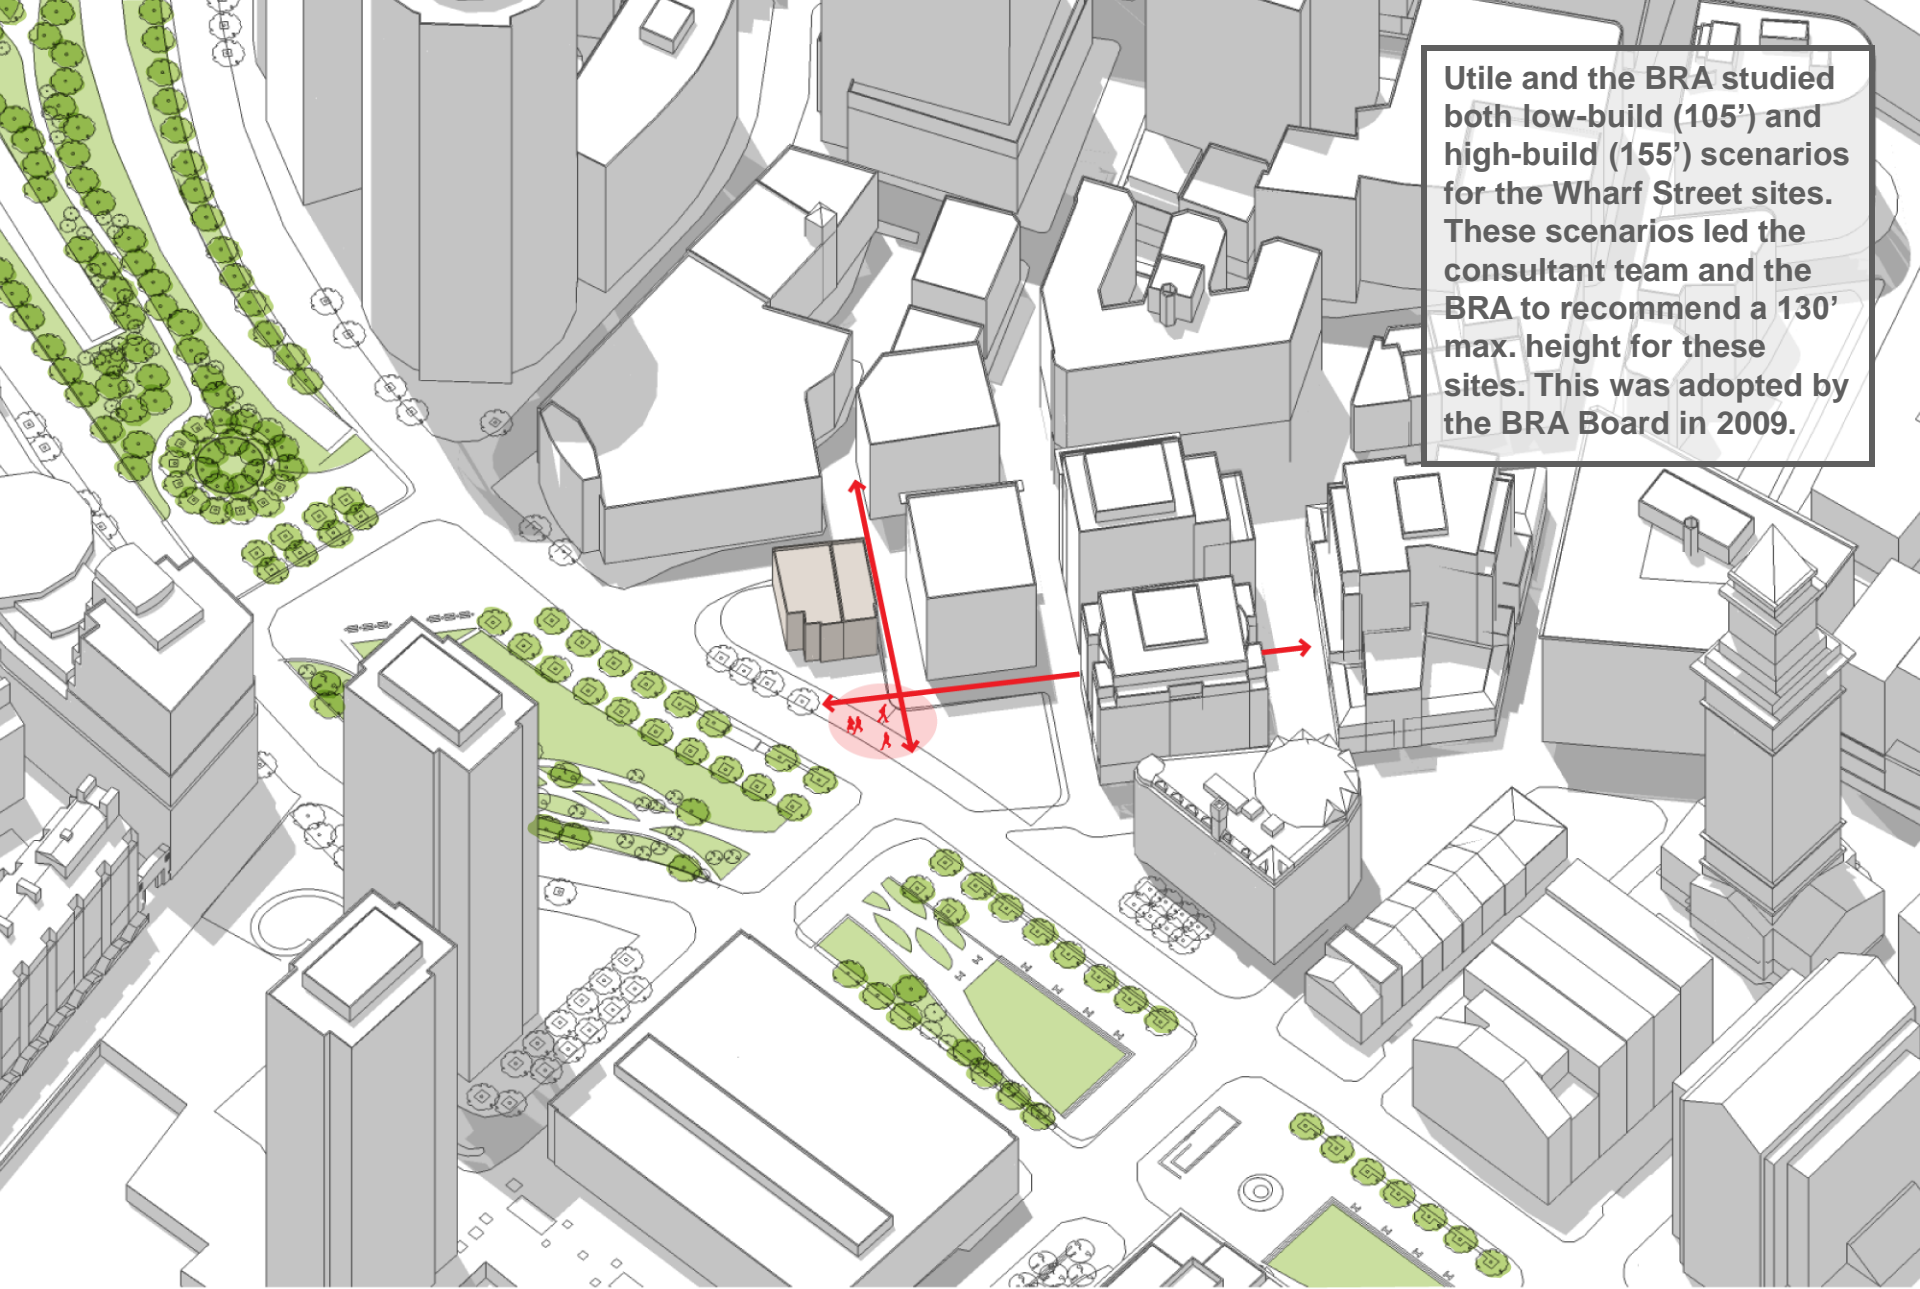 Utile and the BRA studied
both low-build (105’) and
high-build (155’) scenarios
for the Wharf Street sites.
These scenarios led the
consultant team and the
BRA to recommend a 130’
max. height for these
sites. This was adopted by
the BRA Board in 2009.